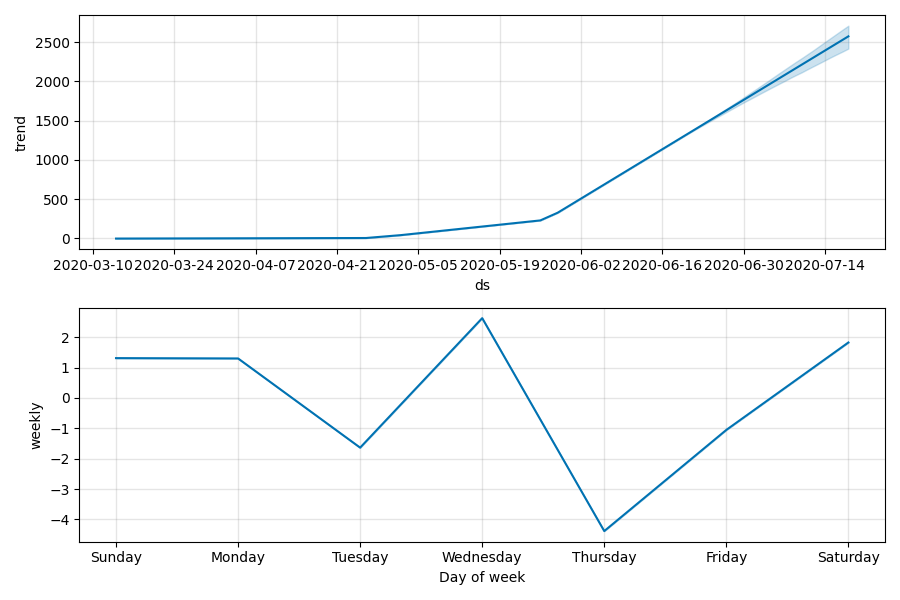 2500
2000
1500
1000
500
0
trend
2020-03-10 2020-03-24 2020-04-07 2020-04-21 2020-05-05 2020-05-19 2020-06-02 2020-06-16 2020-06-30 2020-07-14
ds
2
1
0
−1
−2
−3
−4
weekly
Sunday Monday Tuesday Wednesday Thursday Friday Saturday
Day of week